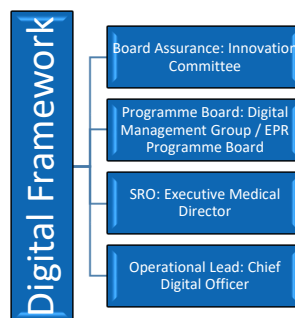 Digital Framework
Board Assurance: Innovation
Committee
Programme Board: Digital
Management Group / EPR
Programme Board
SRO: Executive Medical
Director
Operational Lead: Chief
Digital Officer